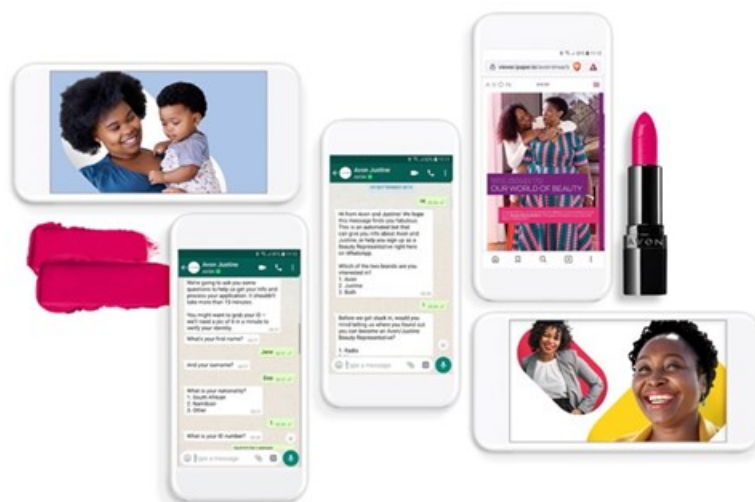 Avon Justine
Hi
Hi from Avon and Justine! We hope
this message finds you fabulous.
This is an automated bot that
can give you info about Avon and
Justine, or help you sign up as a
Beauty Representative right here
on WhatsApp.
Which of the two brands are you
interested in?
1. Avon
2. Justine
3. Both
1
Before we get stuck in, would you
mind telling us where you found out
you can become an Avon/Justine
Beauty Representative?
1. Radio
Type a message
Avon Justine
We're going to ask you some
questions to help us get your info and
process your application. It shouldn't
take more than 15 minutes.
You might want to grab your ID –
we'll need a pic of it in a minute to
verify your identity.
What's your first name?
Jane
And your surname?
What is your nationality?
1. South African
2. Namibian
3. Other
1
What is your ID number?
Type a message
OUR WORLD OF BEAUTY
AVON